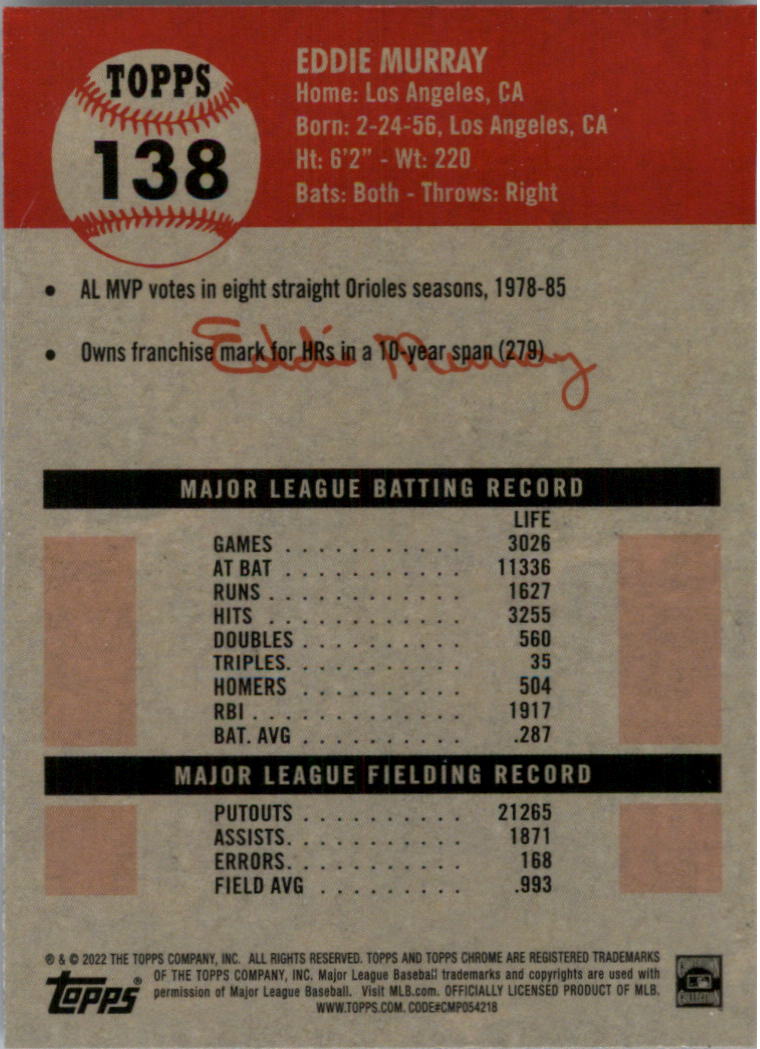 TOPPS
138
EDDIE MURRAY
Home: Los Angeles, CA
Born: 2-24-56, Los Angeles, CA
Ht: 6'2" - Wt: 220
Bats: Both - Throws: Right
• AL MVP votes in eight straight Orioles seasons, 1978-85
• Owns franchise mark for HRs in a 10-year span (279)
Eddie Murray
MAJOR LEAGUE BATTING RECORD
LIFE
GAMES . . . . . . . . . . . 3026
AT BAT . . . . . . . . . . . 11336
RUNS . . . . . . . . . . . . 1627
HITS . . . . . . . . . . . . 3255
DOUBLES . . . . . . . . . . 560
TRIPLES. . . . . . . . . . . 35
HOMERS . . . . . . . . . . 504
RBI . . . . . . . . . . . . . 1917
BAT. AVG . . . . . . . . . . .287
MAJOR LEAGUE FIELDING RECORD
PUTOUTS . . . . . . . . . . 21265
ASSISTS. . . . . . . . . . . 1871
ERRORS. . . . . . . . . . . 168
FIELD AVG . . . . . . . . . .993
® & © 2022 THE TOPPS COMPANY, INC. ALL RIGHTS RESERVED. TOPPS AND TOPPS CHROME ARE REGISTERED TRADEMARKS
OF THE TOPPS COMPANY, INC. Major League Baseball trademarks and copyrights are used with
permission of Major League Baseball. Visit MLB.com. OFFICIALLY LICENSED PRODUCT OF MLB.
WWW.TOPPS.COM. CODE#CMP054218
topps®
COLLECTION